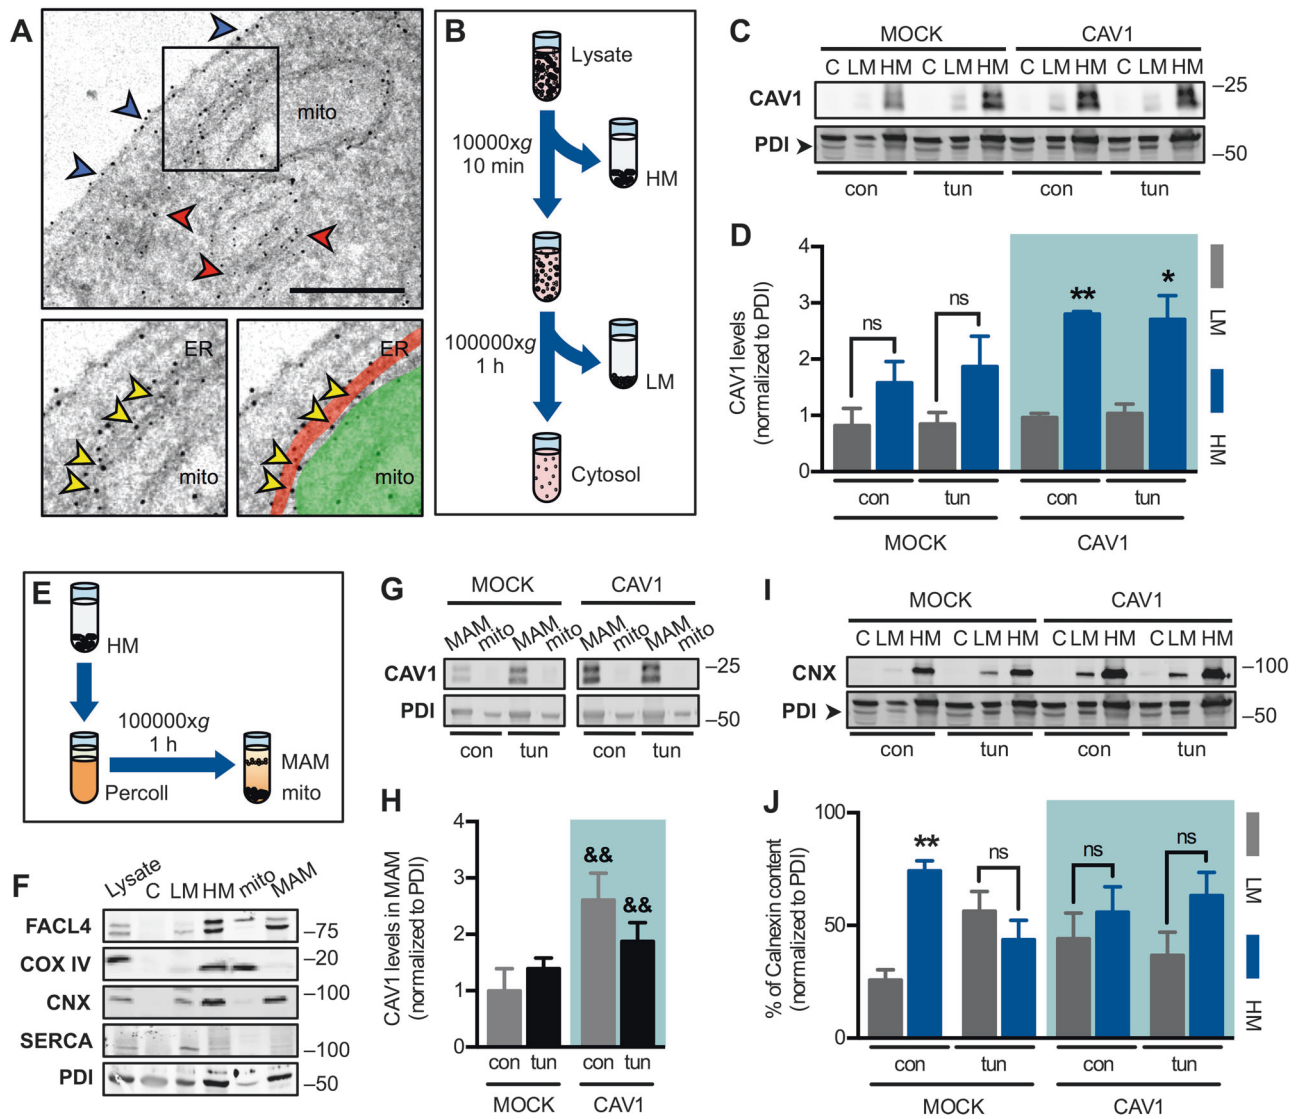 A
mito
ER
mito
ER
mito
B
Lysate
10000xg
10 min
HM
100000xg
1 h
LM
Cytosol
C
MOCK CAV1
C LM HM C LM HM C LM HM C LM HM
CAV1 –25
PDI –50
con tun con tun
D
CAV1 levels
(normalized to PDI)
4
3
2
1
0
ns
ns
**
*
con tun con tun
MOCK CAV1
LM
HM
E
HM
100000xg
1 h
Percoll
MAM
mito
F
Lysate C LM HM mito MAM
FACL4 –75
COX IV –20
CNX –100
SERCA –100
PDI –50
G
MOCK CAV1
MAM mito MAM mito MAM mito MAM mito
CAV1 –25
PDI –50
con tun con tun
H
CAV1 levels in MAM
(normalized to PDI)
4
3
2
1
0
&&
&&
con tun con tun
MOCK CAV1
I
MOCK CAV1
C LM HM C LM HM C LM HM C LM HM
CNX –100
PDI –50
con tun con tun
J
% of Calnexin content
(normalized to PDI)
100
50
0
**
ns
ns
ns
con tun con tun
MOCK CAV1
LM
HM